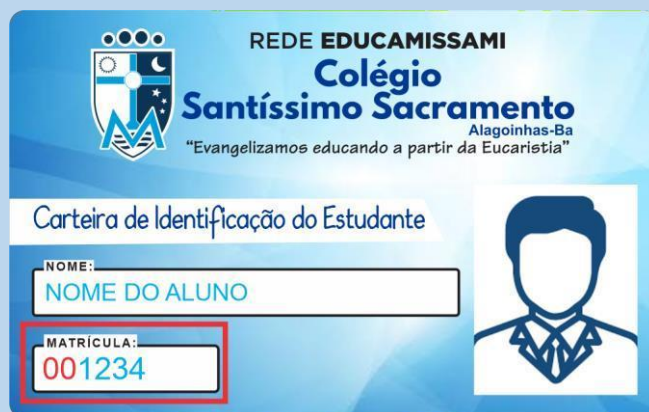 REDE EDUCAMISSAMI
Colégio
Santíssimo Sacramento
Alagoinhas-Ba
"Evangelizamos educando a partir da Eucaristia"
Carteira de Identificação do Estudante
NOME:
NOME DO ALUNO
MATRÍCULA:
001234